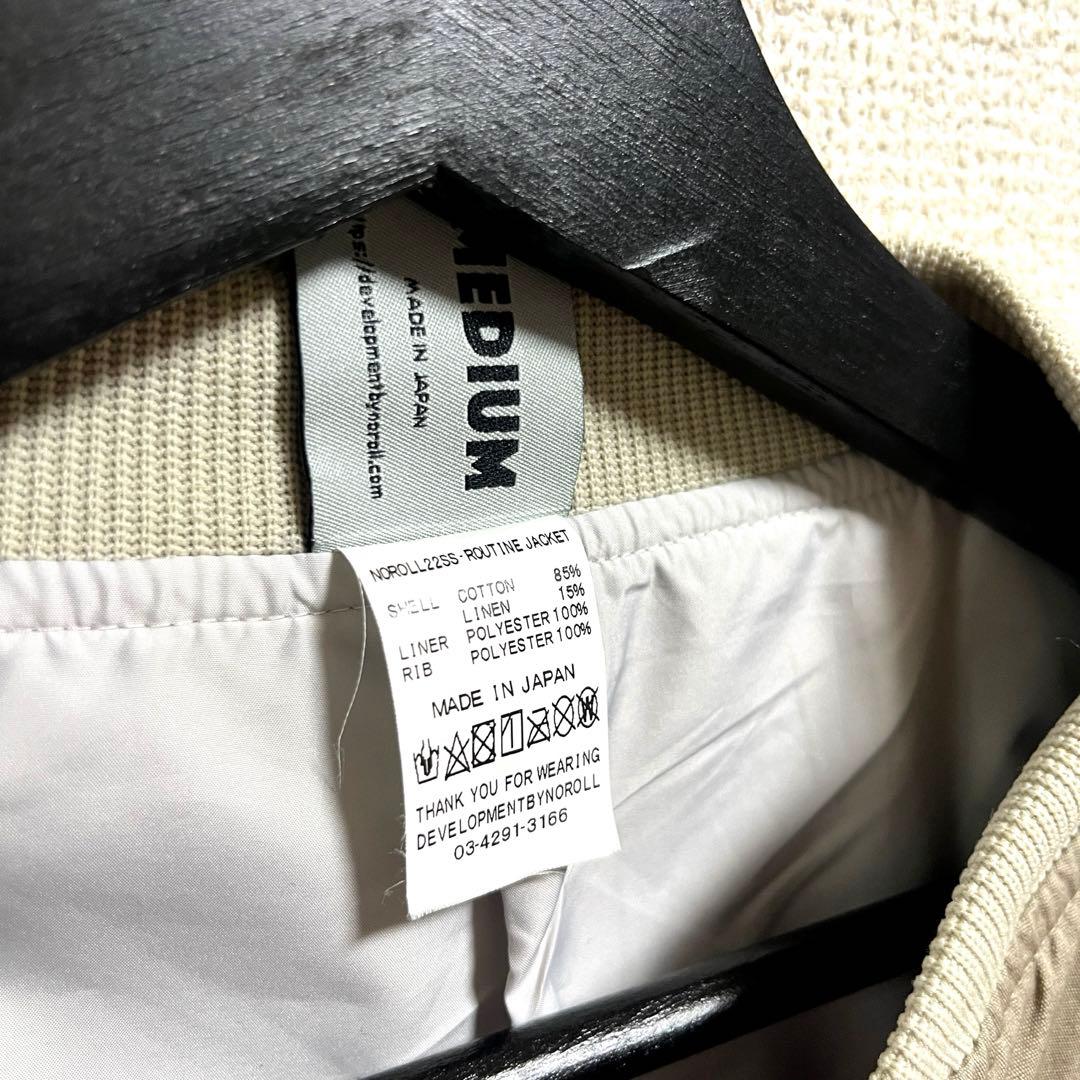 MEDIUM
MADE IN JAPAN
tps://developmentbynoroll.com
NOROLL22SS-ROUTINE JACKET
SHELL COTTON 85%
LINEN 15%
LINER POLYESTER 100%
RIB POLYESTER 100%
MADE IN JAPAN
W
THANK YOU FOR WEARING
DEVELOPMENTBYNOROLL
03-4291-3166